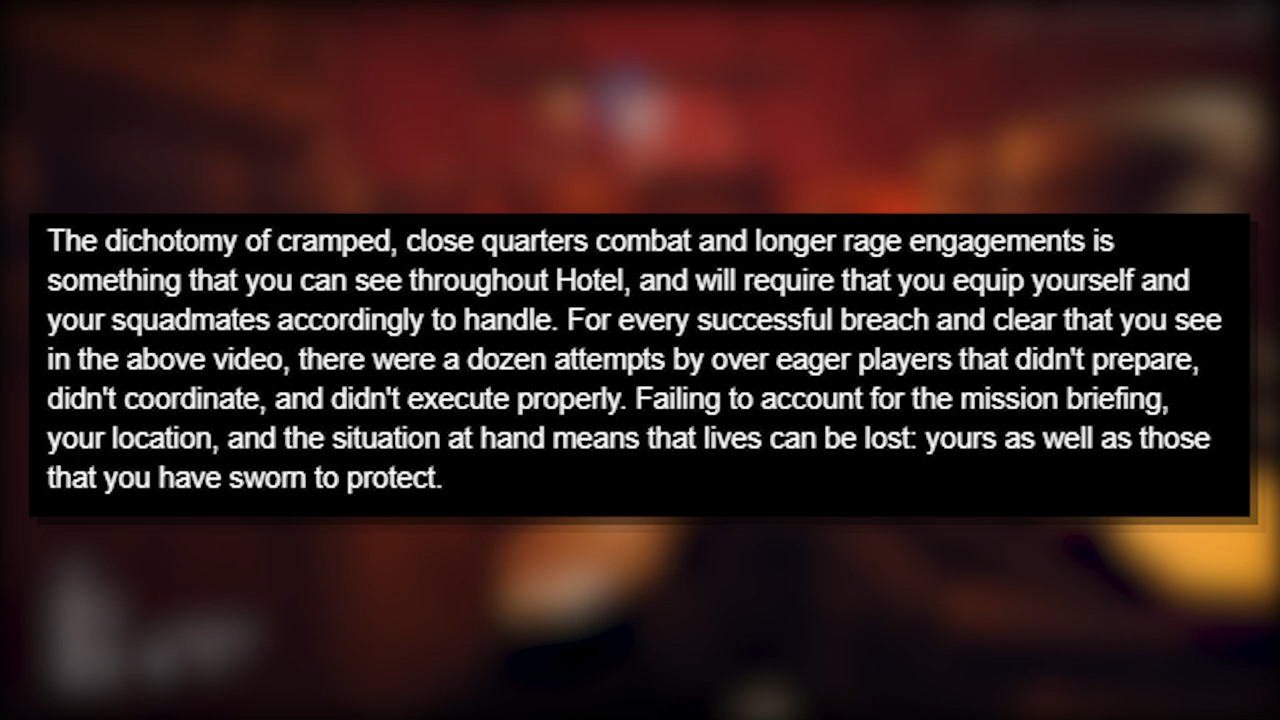 The dichotomy of cramped, close quarters combat and longer rage engagements is
something that you can see throughout Hotel, and will require that you equip yourself and
your squadmates accordingly to handle. For every successful breach and clear that you see
in the above video, there were a dozen attempts by over eager players that didn't prepare,
didn't coordinate, and didn't execute properly. Failing to account for the mission briefing,
your location, and the situation at hand means that lives can be lost: yours as well as those
that you have sworn to protect.